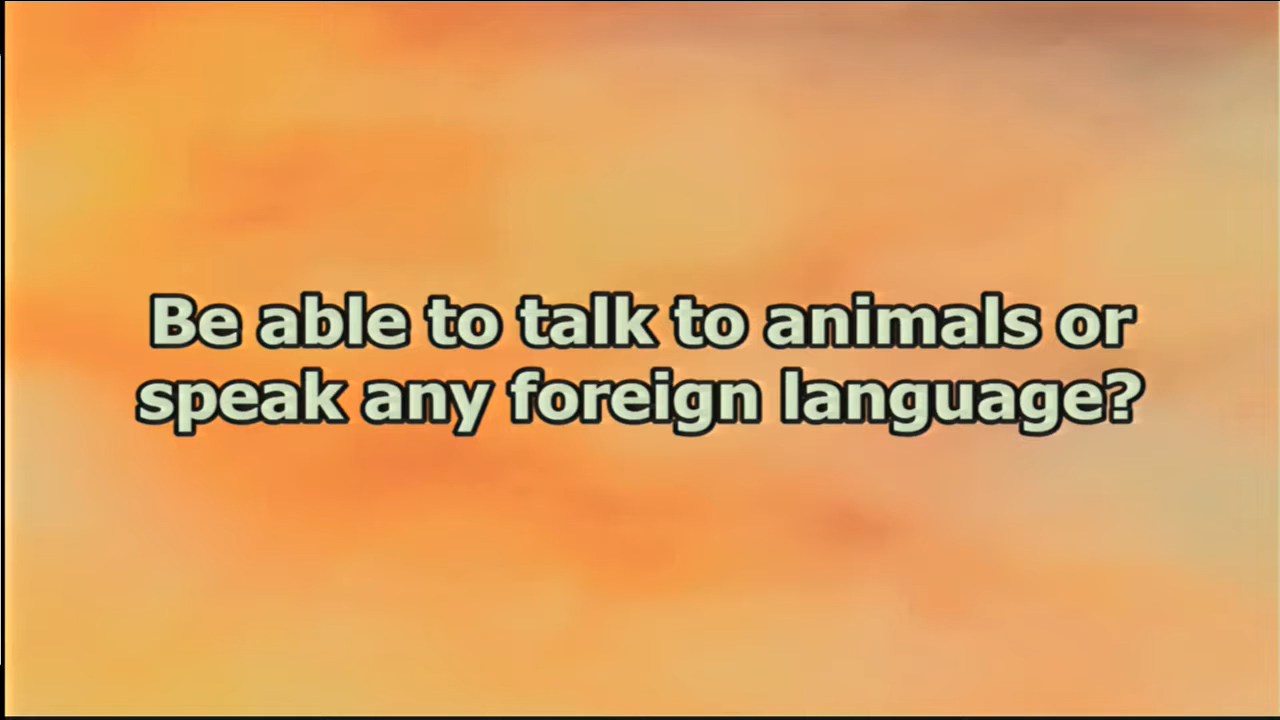 Be able to talk to animals or
speak any foreign language?